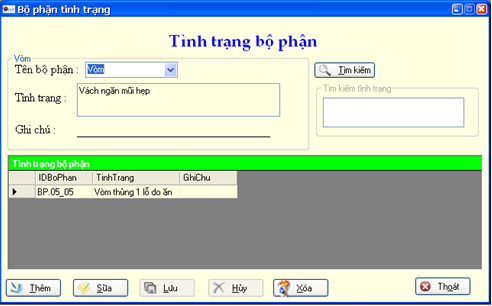 Bộ phận tình trạng
Tình trạng bộ phận
Vòm
Tên bộ phận : Vòm
Tìm kiếm
Tình trạng : Vách ngăn mũi hẹp
Tìm kiếm tình trạng
Ghi chú :
Tình trạng bộ phận
IDBoPhan TinhTrang GhiChu
BP.05_05 Vòm thủng 1 lỗ do ăn
Thêm Sữa Lưu Hủy Xóa Thoát